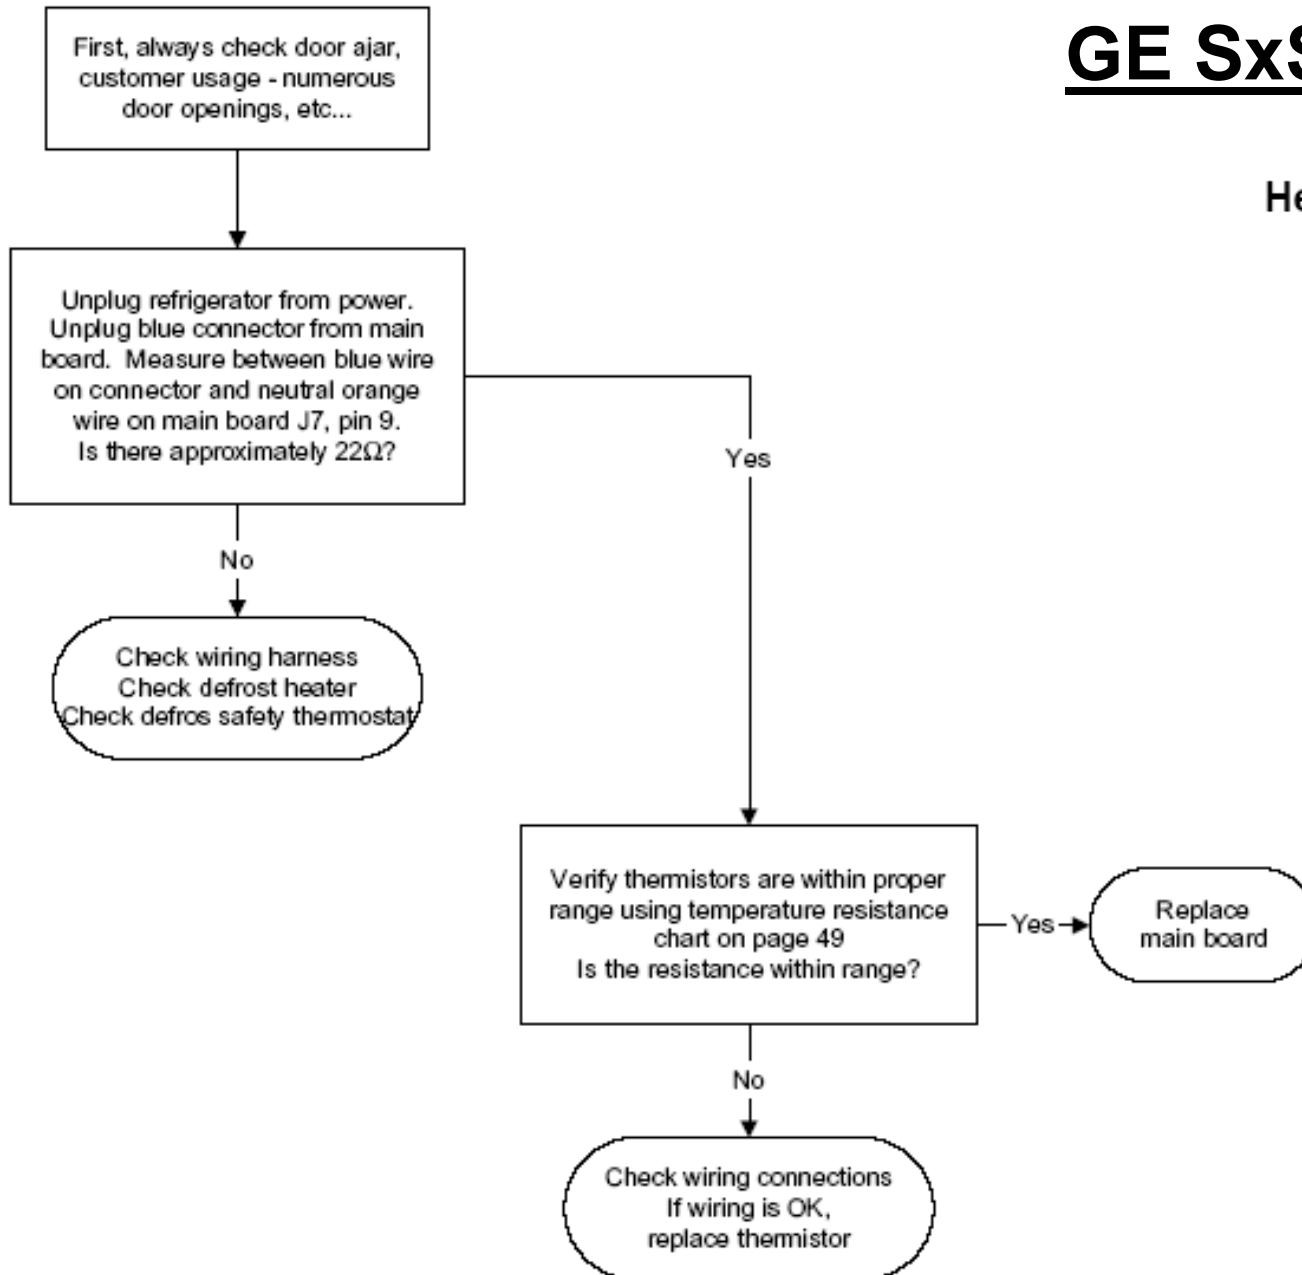 GE SxS
He
First, always check door ajar,
customer usage - numerous
door openings, etc...
Unplug refrigerator from power.
Unplug blue connector from main
board. Measure between blue wire
on connector and neutral orange
wire on main board J7, pin 9.
Is there approximately 22Ω?
Yes
No
Check wiring harness
Check defrost heater
Check defros safety thermostat
Verify thermistors are within proper
range using temperature resistance
chart on page 49
Is the resistance within range?
Yes
Replace
main board
No
Check wiring connections
If wiring is OK,
replace thermistor